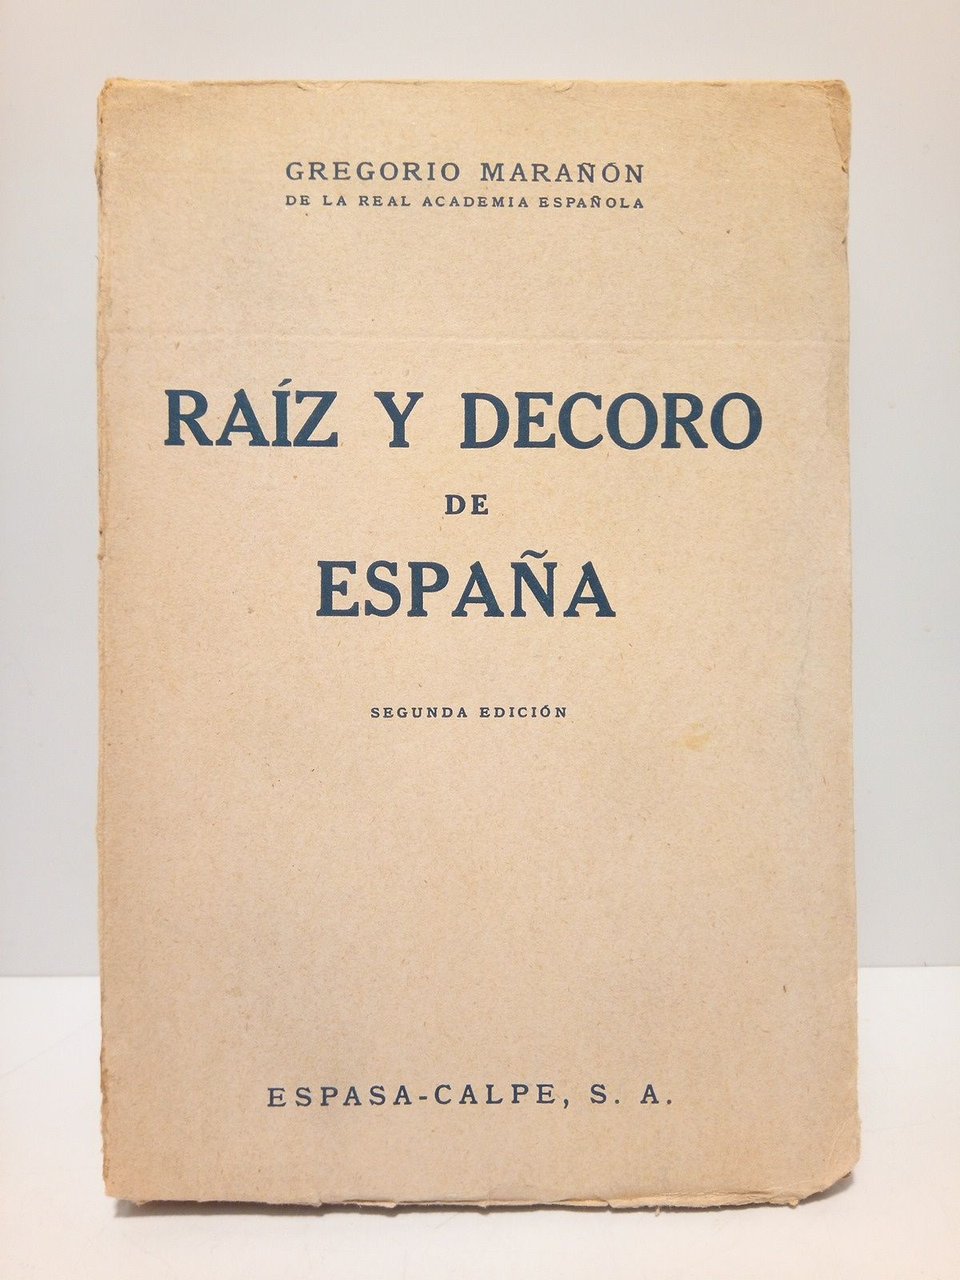 GREGORIO MARAÑÓN
DE LA REAL ACADEMIA ESPAÑOLA
RAÍZ Y DECORO
DE
ESPAÑA
SEGUNDA EDICIÓN
ESPASA-CALPE, S. A.